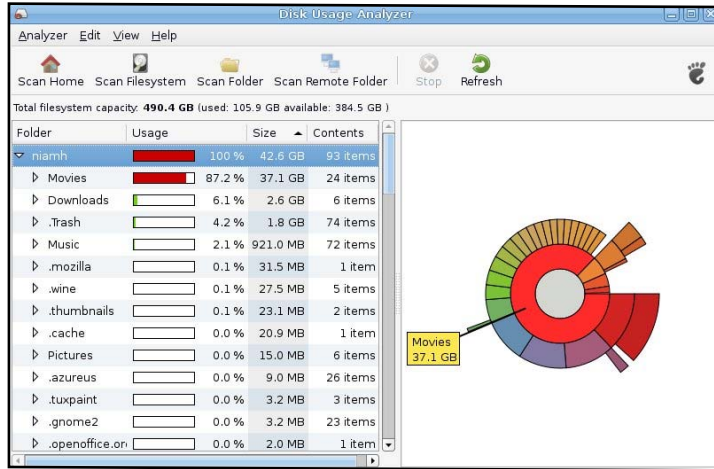 Disk Usage Analyzer
Analyzer Edit View Help
Scan Home Scan Filesystem Scan Folder Scan Remote Folder Stop Refresh
Total filesystem capacity: 490.4 GB (used: 105.9 GB available: 384.5 GB )
Folder Usage Size Contents
niamh 100 % 42.6 GB 93 items
Movies 87.2 % 37.1 GB 24 items
Downloads 6.1 % 2.6 GB 6 items
.Trash 4.2 % 1.8 GB 74 items
Music 2.1 % 921.0 MB 72 items
.mozilla 0.1 % 31.5 MB 1 item
.wine 0.1 % 27.5 MB 5 items
.thumbnails 0.1 % 23.1 MB 2 items
.cache 0.0 % 20.9 MB 1 item
Pictures 0.0 % 15.0 MB 6 items
.azureus 0.0 % 9.0 MB 26 items
.tuxpaint 0.0 % 3.2 MB 3 items
.gnome2 0.0 % 3.2 MB 23 items
.openoffice.or 0.0 % 2.0 MB 1 item
Movies
37.1 GB